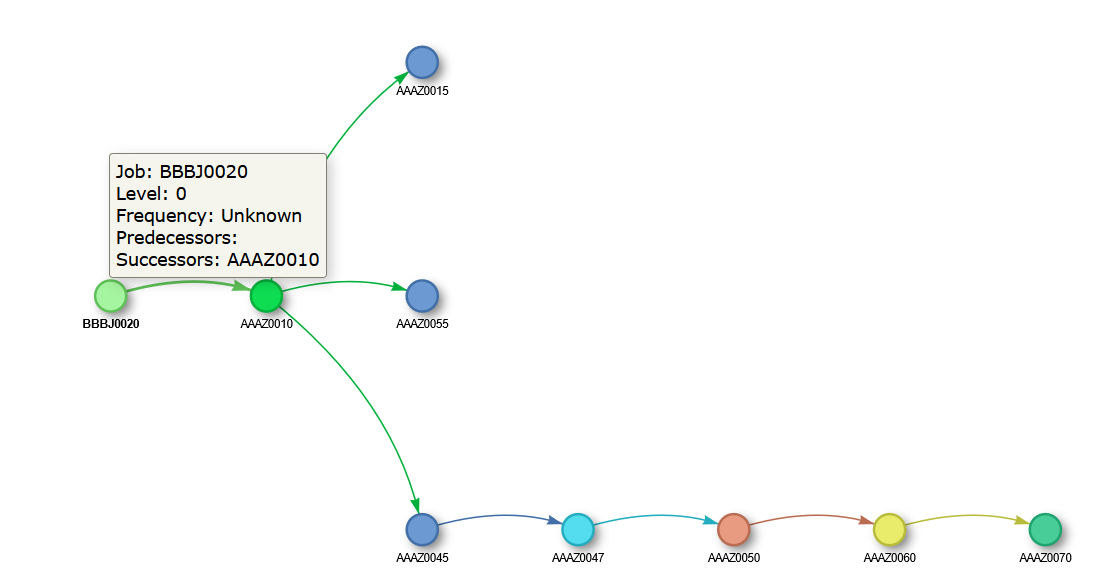 AAAZ0015
Job: BBBJ0020
Level: 0
Frequency: Unknown
Predecessors:
Successors: AAAZ0010
BBBJ0020
AAAZ0010
AAAZ0055
AAAZ0045
AAAZ0047
AAAZ0050
AAAZ0060
AAAZ0070